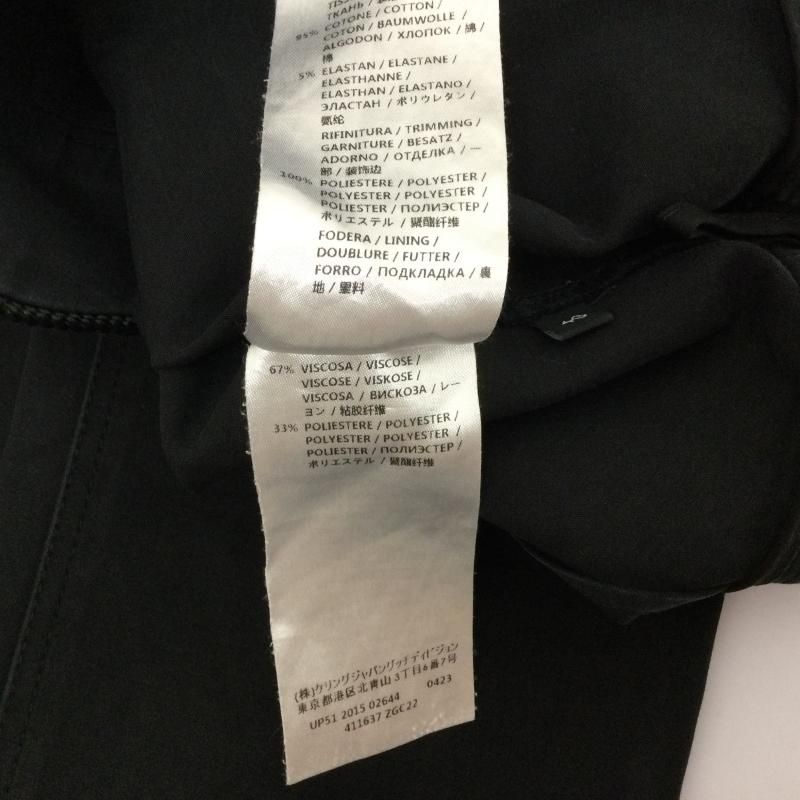 ТКАНЬ /
COTONE / COTTON /
95% COTON / BAUMWOLLE /
ALGODON / ХЛОПОК / 綿 /
棉
5% ELASTAN / ELASTANE /
ELASTHANNE /
ELASTHAN / ELASTANO /
ЭЛАСТАН / ポリウレタン /
氨纶
RIFINITURA / TRIMMING /
GARNITURE / BESATZ /
ADORNO / ОТДЕЛКА / 一
部 / 装饰边
100% POLIESTERE / POLYESTER /
POLYESTER / POLYESTER /
POLIESTER / ПОЛИЭСТЕР /
ポリエステル / 聚酯纤维
FODERA / LINING /
DOUBLURE / FUTTER /
FORRO / ПОДКЛАДКА / 裏
地 / 里料
67% VISCOSA / VISCOSE /
VISCOSE / VISKOSE /
VISCOSA / ВИСКОЗА / レー
ヨン / 粘胶纤维
33% POLIESTERE / POLYESTER /
POLYESTER / POLYESTER /
POLIESTER / ПОЛИЭСТЕР /
ポリエステル / 聚酯纤维
(株)ケリングジャパングッチディビジョン
東京都港区北青山3丁目6番7号
UP51 2015 02644 0423
411637 ZGC22